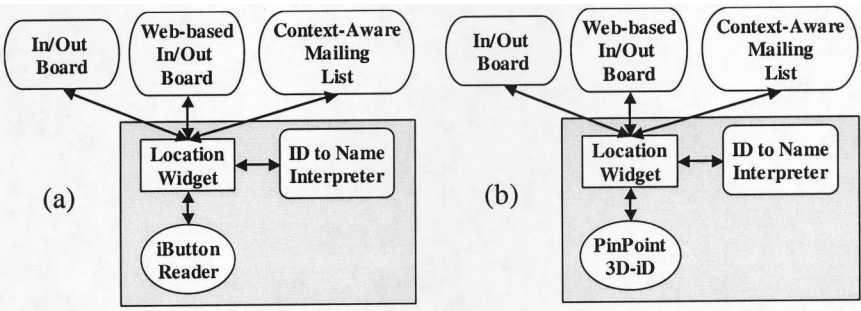 In/Out
Board
Web-based
In/Out
Board
Context-Aware
Mailing
List
Location
Widget
ID to Name
Interpreter
(a)
iButton
Reader
In/Out
Board
Web-based
In/Out
Board
Context-Aware
Mailing
List
Location
Widget
ID to Name
Interpreter
(b)
PinPoint
3D-iD